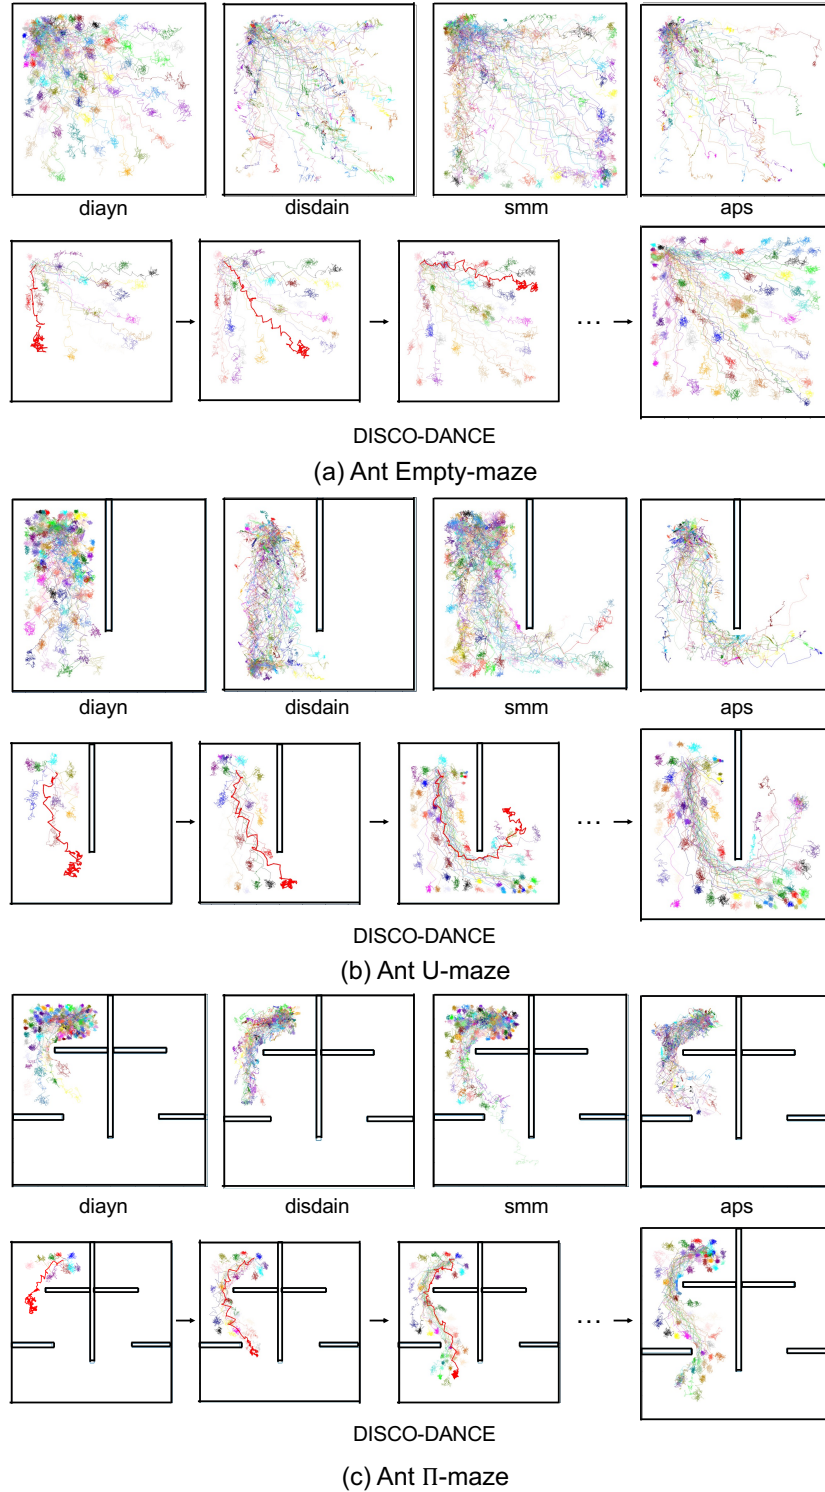 diayn disdain smm aps
...
DISCO-DANCE
(a) Ant Empty-maze
diayn disdain smm aps
...
DISCO-DANCE
(b) Ant U-maze
diayn disdain smm aps
...
DISCO-DANCE
(c) Ant Π-maze